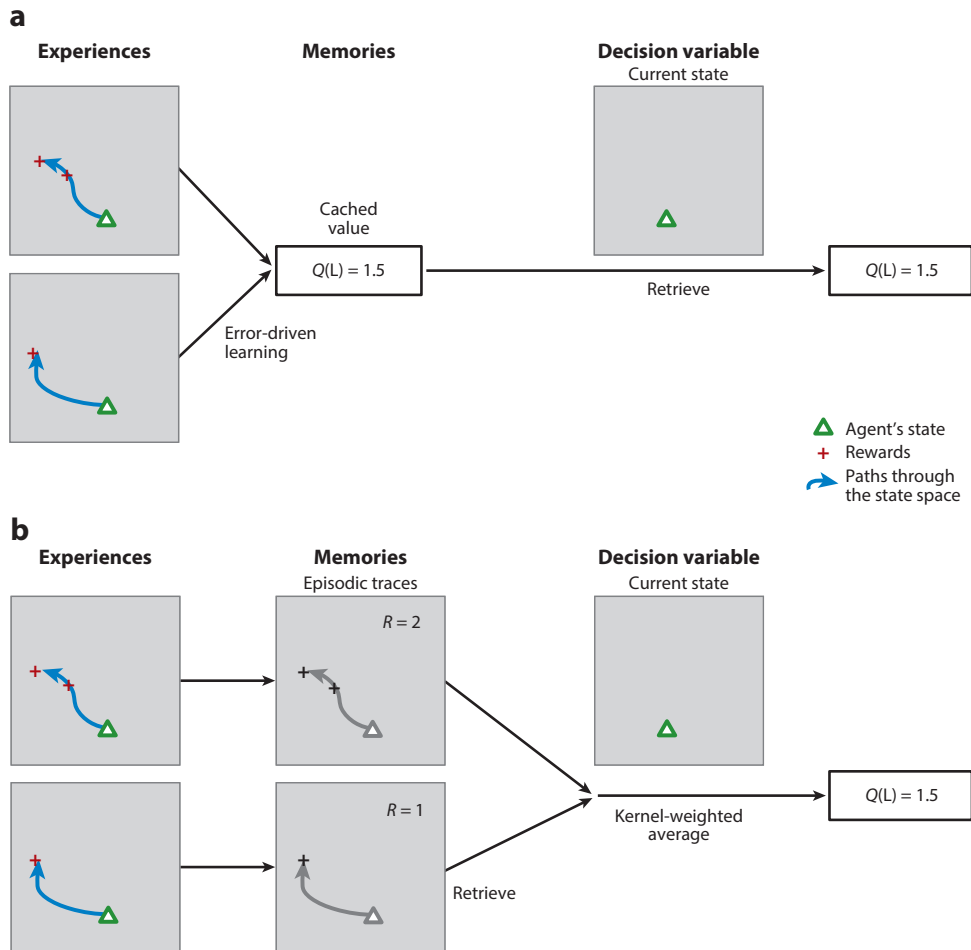 a
Experiences
Memories
Decision variable
Current state
Cached
value
Q(L) = 1.5
Q(L) = 1.5
Retrieve
Error-driven
learning
Agent's state
+ Rewards
Paths through
the state space
b
Experiences
Memories
Decision variable
Episodic traces
Current state
R = 2
R = 1
Q(L) = 1.5
Kernel-weighted
average
Retrieve